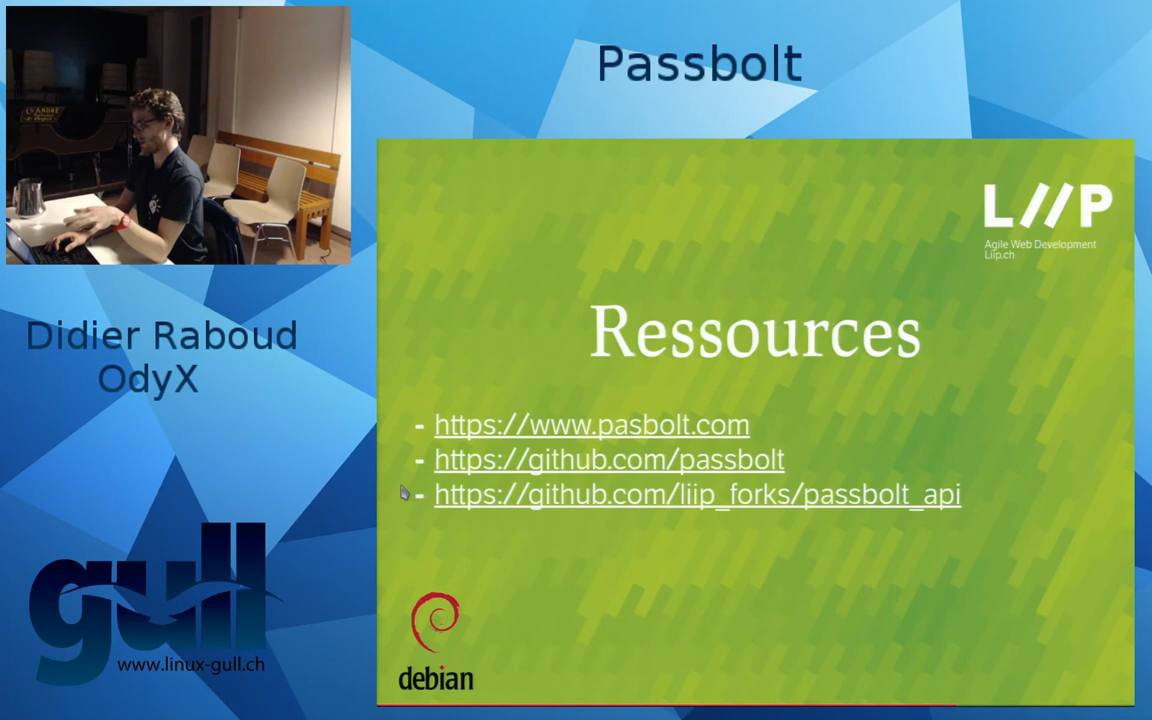 Passbolt
LIIP
Agile Web Development
Liip.ch
Didier Raboud
OdyX
Ressources
- https://www.pasbolt.com
- https://github.com/passbolt
- https://github.com/liip_forks/passbolt_api
gull
www.linux-gull.ch
debian